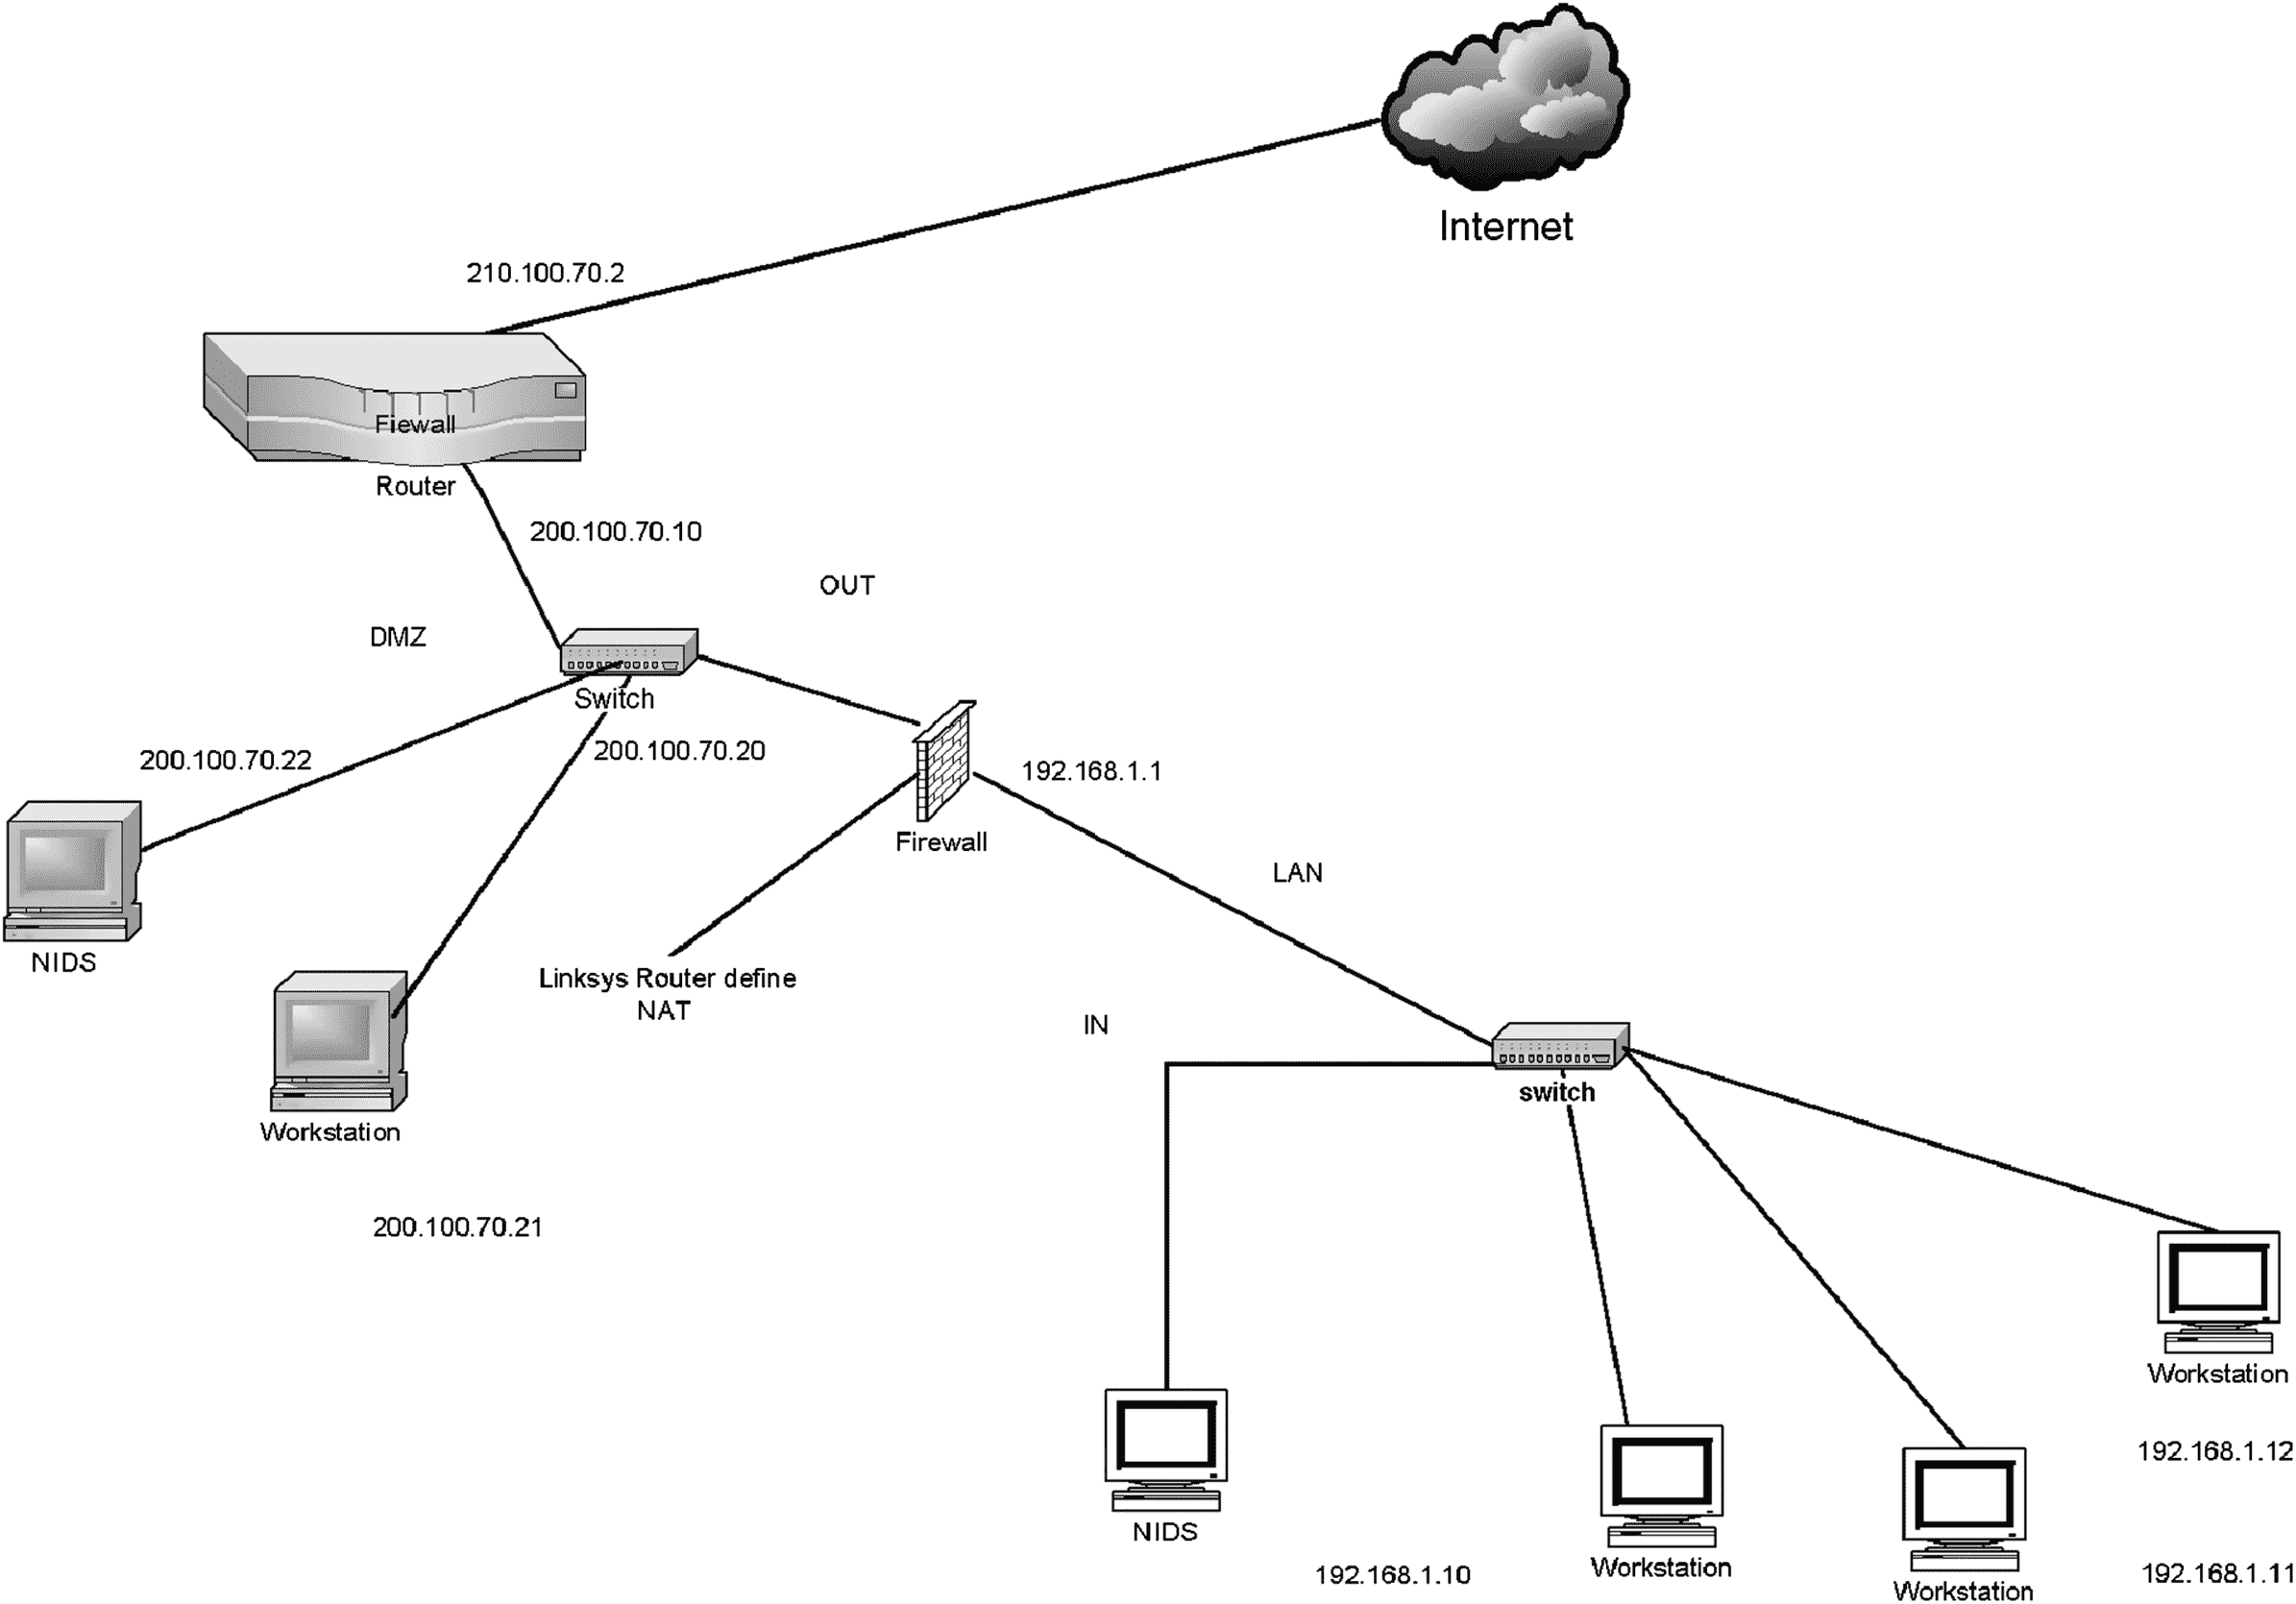 Internet
210.100.70.2
Fiewall
Router
200.100.70.10
OUT
DMZ
Switch
200.100.70.22
200.100.70.20
192.168.1.1
Firewall
LAN
NIDS
Linksys Router define
NAT
IN
switch
Workstation
200.100.70.21
Workstation
192.168.1.12
NIDS
192.168.1.10
Workstation
192.168.1.11
Workstation